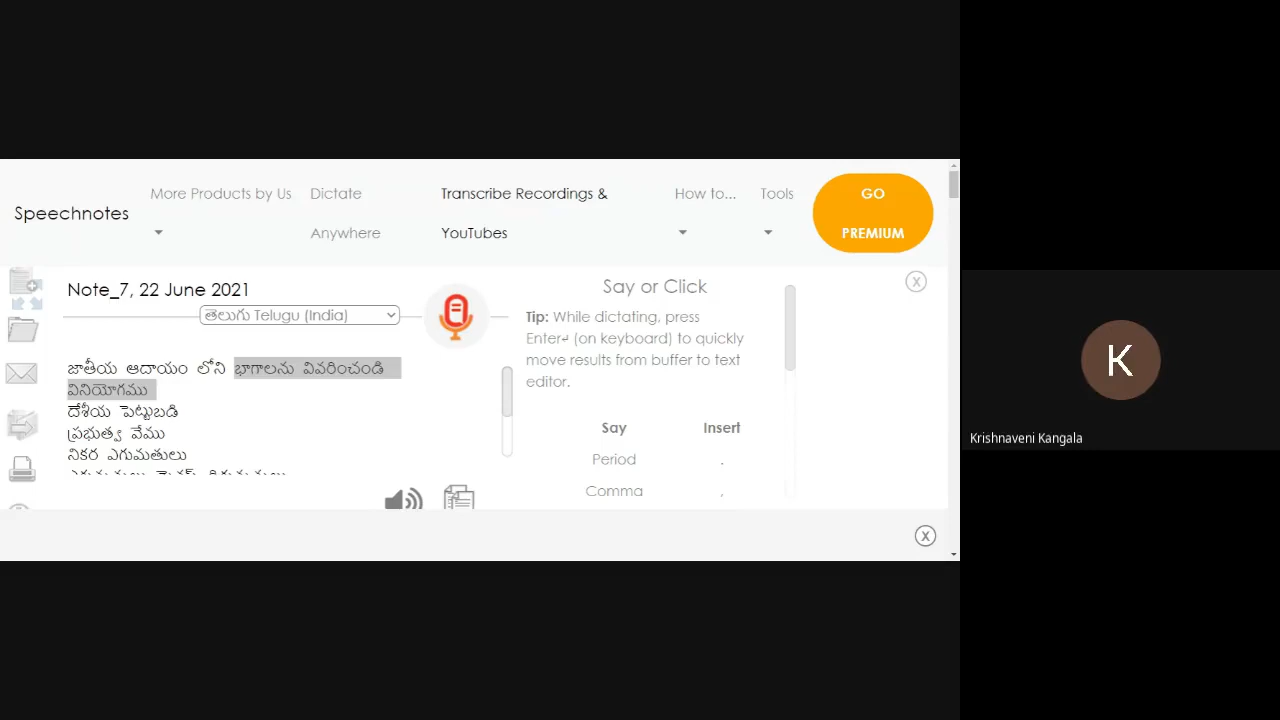 Speechnotes
More Products by Us
Dictate
Anywhere
Transcribe Recordings &
YouTubes
How to...
Tools
GO
PREMIUM
Note_7, 22 June 2021
తెలుగు Telugu (India)
జాతీయ ఆదాయం లోని భాగాలను వివరించండి
వినియోగము
దేశీయ పెట్టుబడి
ప్రభుత్వ వేము
నికర ఎగుమతులు
Say or Click
Tip: While dictating, press
Enter↵ (on keyboard) to quickly
move results from buffer to text
editor.
Say Insert
Period .
Comma ,
K
Krishnaveni Kangala